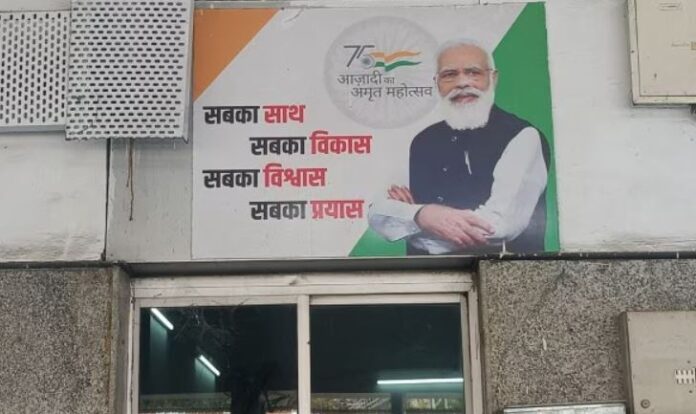 75
आज़ादी का
अमृत महोत्सव
सबका साथ
सबका विकास
सबका विश्वास
सबका प्रयास